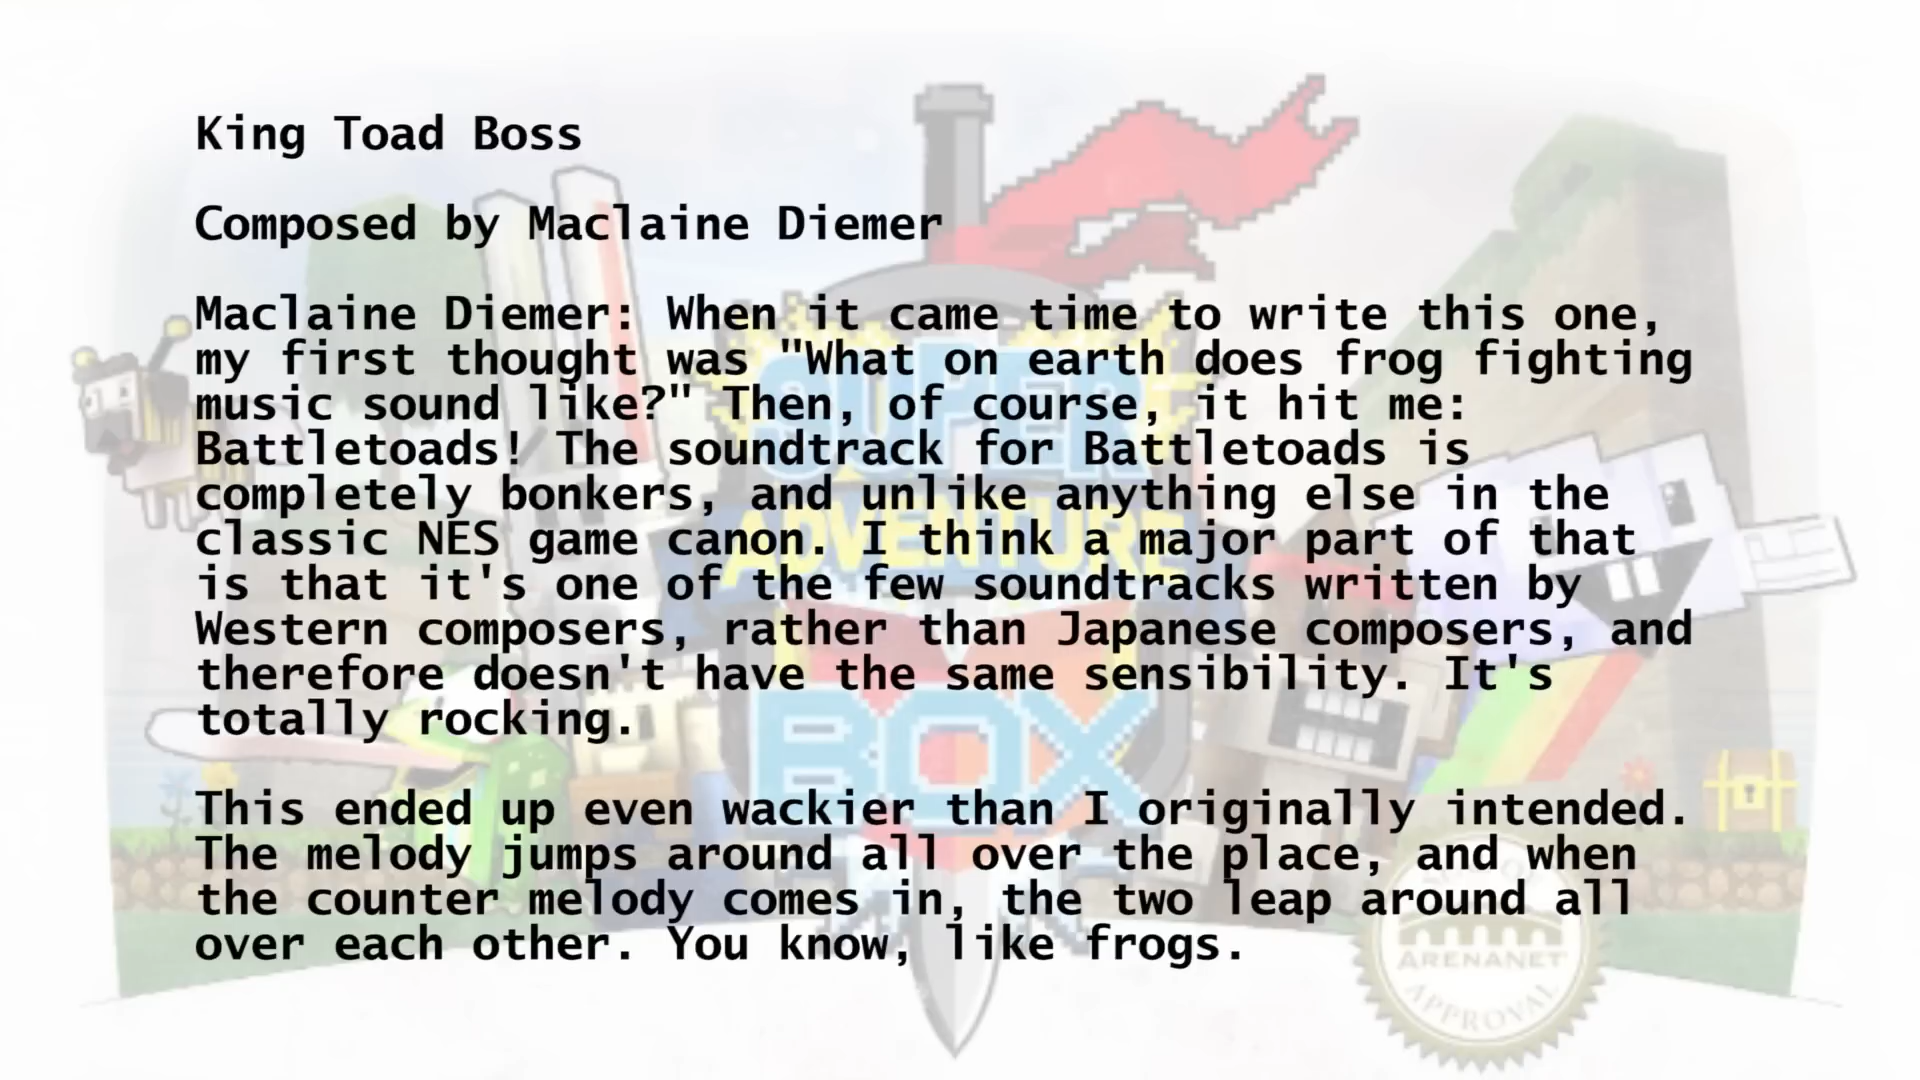 King Toad Boss
Composed by Maclaine Diemer
Maclaine Diemer: When it came time to write this one,
my first thought was "What on earth does frog fighting
music sound like?" Then, of course, it hit me:
Battletoads! The soundtrack for Battletoads is
completely bonkers, and unlike anything else in the
classic NES game canon. I think a major part of that
is that it's one of the few soundtracks written by
Western composers, rather than Japanese composers, and
therefore doesn't have the same sensibility. It's
totally rocking.
This ended up even wackier than I originally intended.
The melody jumps around all over the place, and when
the counter melody comes in, the two leap around all
over each other. You know, like frogs.
SUPER
ADVENTURE
BOX
ARENANET
APPROVAL